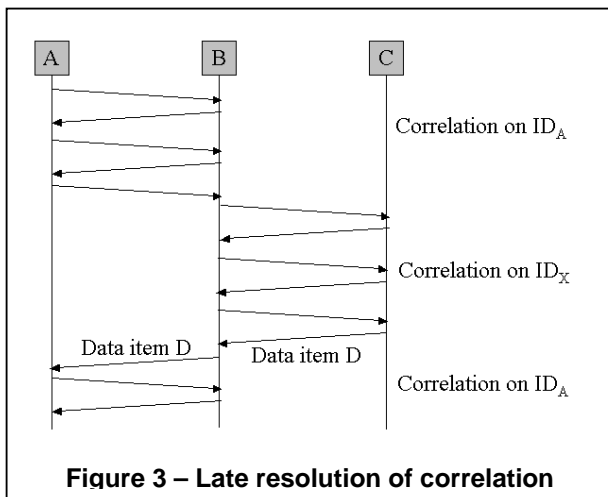 A B C
Correlation on IDA
Correlation on IDX
Data item D Data item D
Correlation on IDA
Figure 3 – Late resolution of correlation